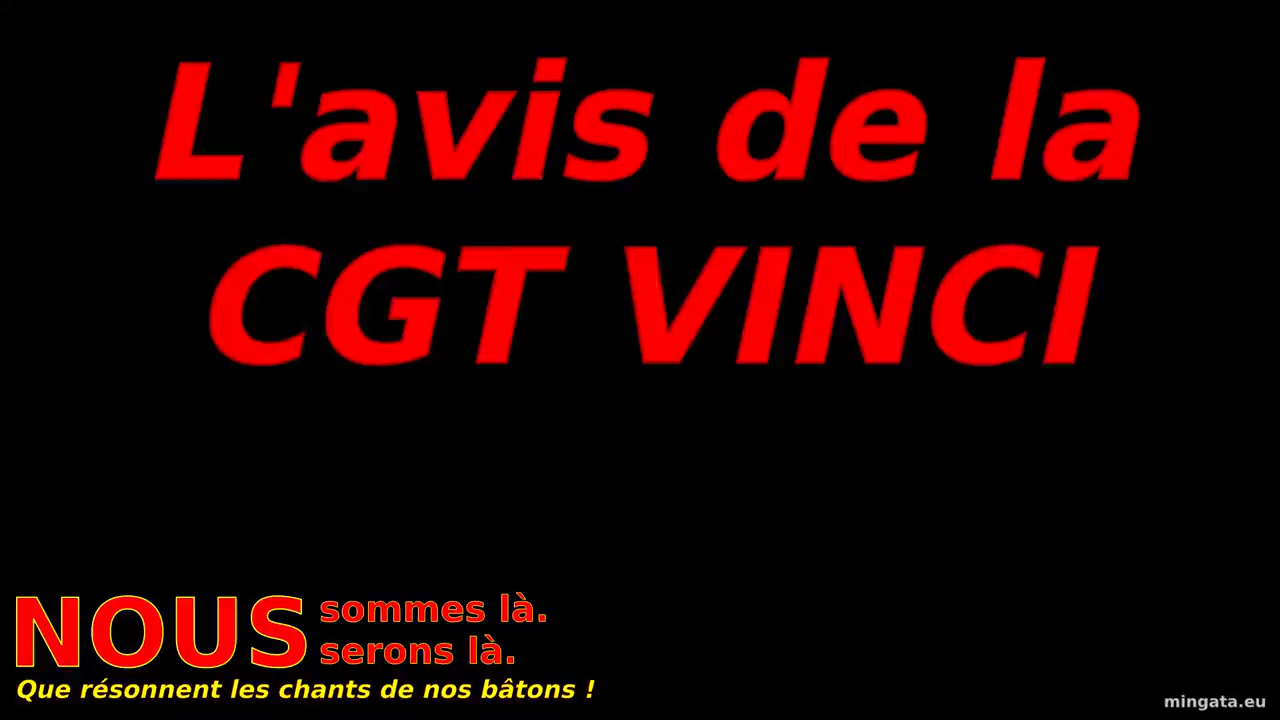 L'avis de la
CGT VINCI
NOUS sommes là.
serons là.
Que résonnent les chants de nos bâtons !
mingata.eu